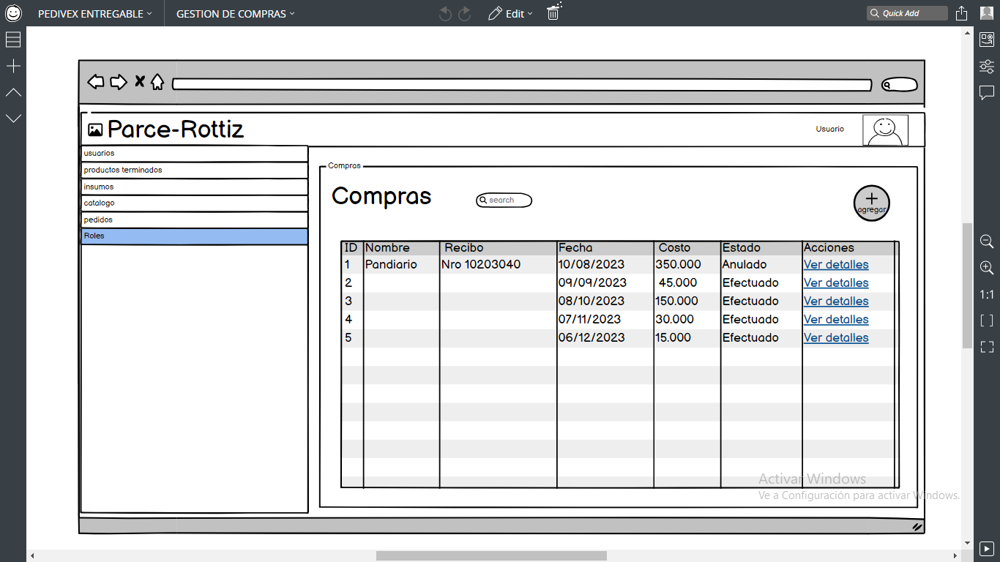 PEDIVEX ENTREGABLE GESTION DE COMPRAS Edit Quick Add
Parce-Rottiz Usuario
usuarios
productos terminados
insumos
catalogo
pedidos
Roles
Compras
Compras search agregar
ID Nombre Recibo Fecha Costo Estado Acciones
1 Pandiario Nro 10203040 10/08/2023 350.000 Anulado Ver detalles
2 09/09/2023 45.000 Efectuado Ver detalles
3 08/10/2023 150.000 Efectuado Ver detalles
4 07/11/2023 30.000 Efectuado Ver detalles
5 06/12/2023 15.000 Efectuado Ver detalles
1:1
Activar Windows
Ve a Configuración para activar Windows.